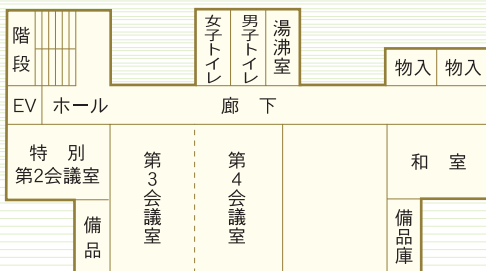 階段
女子トイレ
男子トイレ
湯沸室
物入
物入
EV
ホール
廊下
特別
第2会議室
第3会議室
第4会議室
和室
備品
備品庫